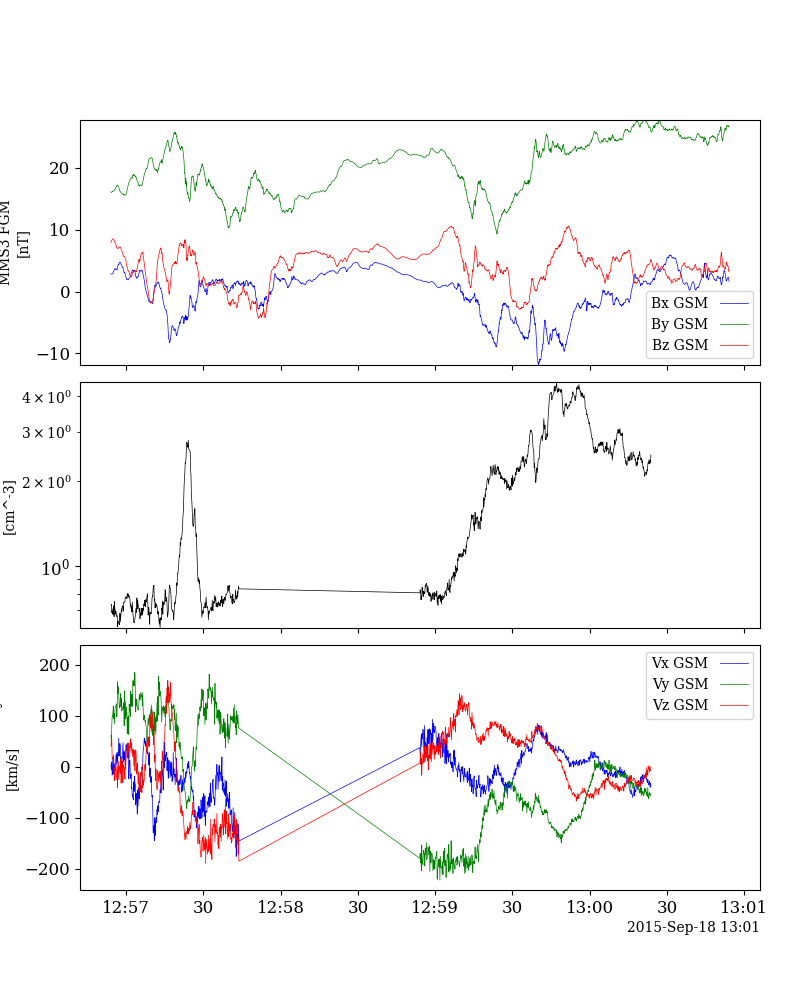 20
10
0
−10
MMS3 FGM
[nT]
Bx GSM
By GSM
Bz GSM
4 × 10⁰
3 × 10⁰
2 × 10⁰
10⁰
[cm^-3]
200
100
0
−100
−200
[km/s]
Vx GSM
Vy GSM
Vz GSM
12:57 30 12:58 30 12:59 30 13:00 30 13:01
2015-Sep-18 13:01